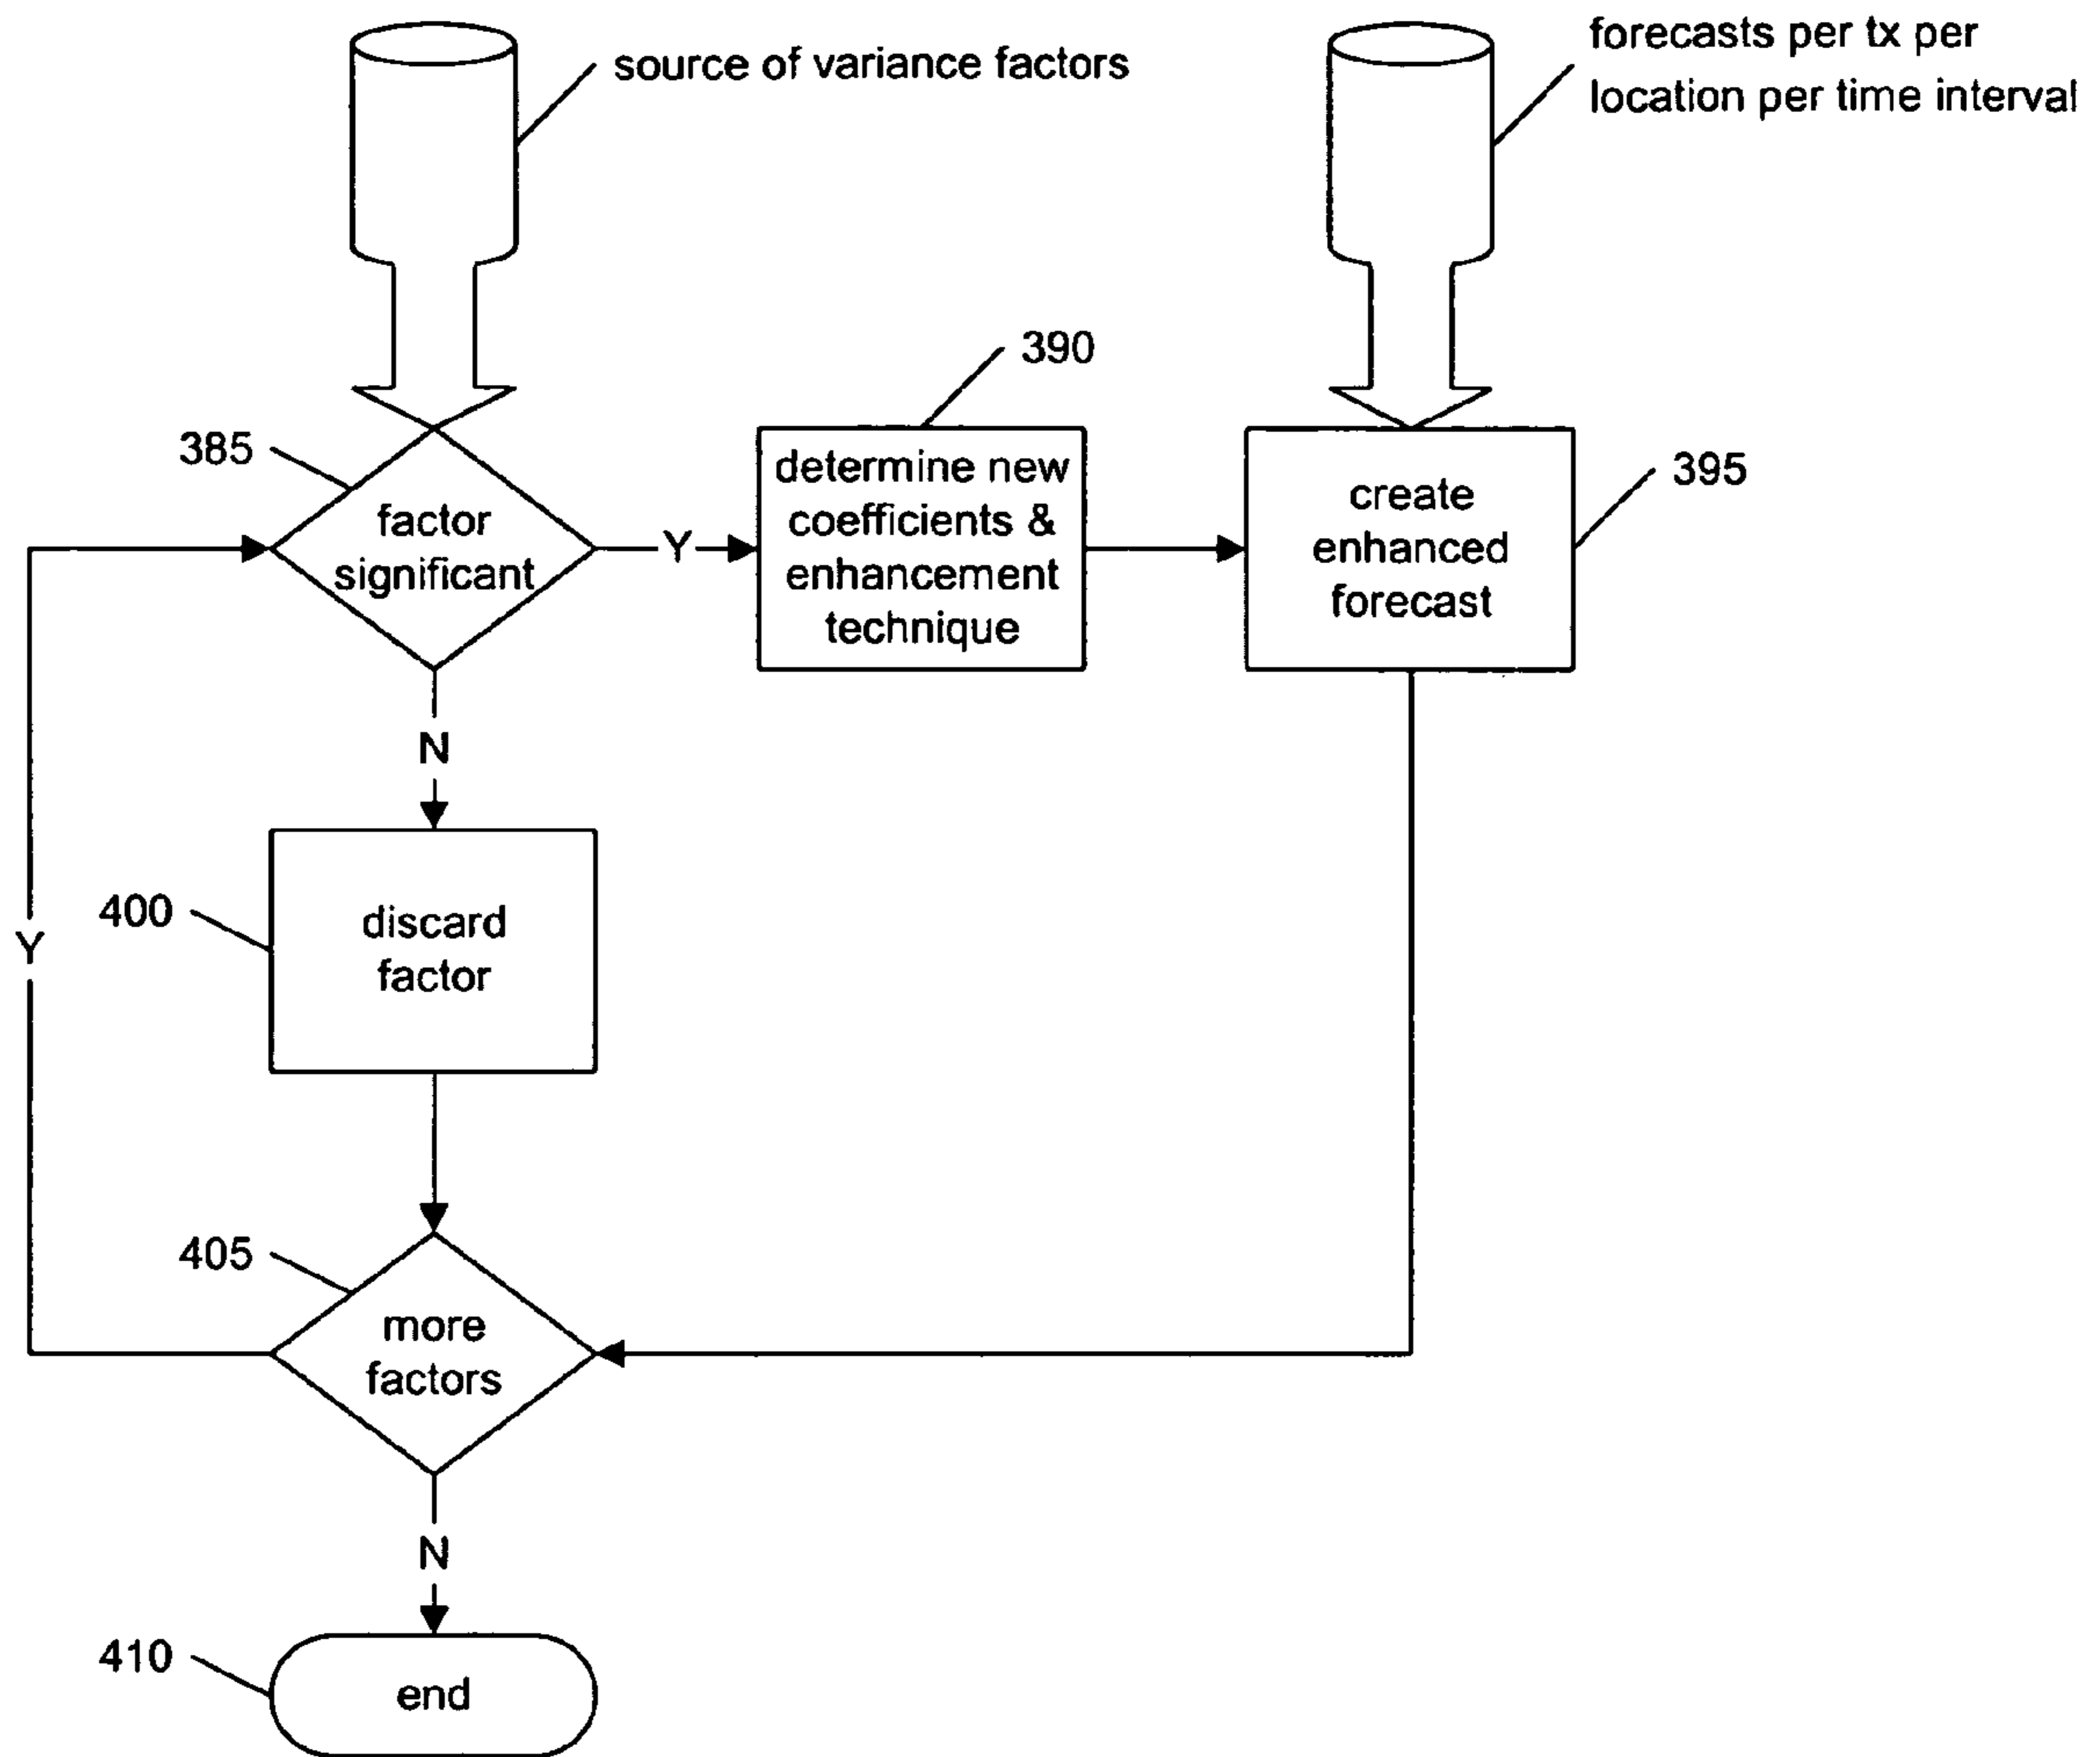 source of variance factors
forecasts per tx per
location per time interval
390
385
factor
significant
Y
determine new
coefficients &
enhancement
technique
create
enhanced
forecast
395
N
400
discard
factor
Y
405
more
factors
N
410
end